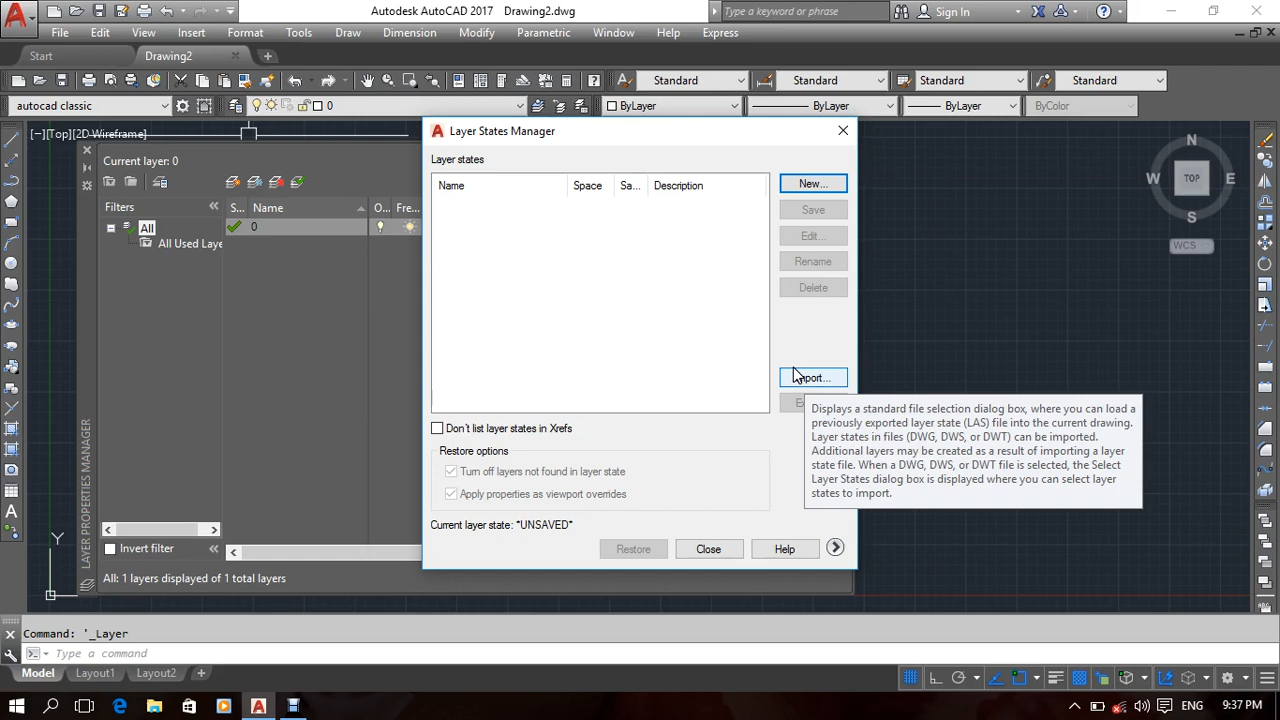 Autodesk AutoCAD 2017 Drawing2.dwg
Type a keyword or phrase
Sign In
File Edit View Insert Format Tools Draw Dimension Modify Parametric Window Help Express
Start
Drawing2
Standard
Standard
Standard
Standard
autocad classic
0
ByLayer
ByLayer
ByLayer
ByColor
[−][Top][2D Wireframe]
Current layer: 0
Filters
All
All Used Laye
S... Name O... Fre...
0
Invert filter
All: 1 layers displayed of 1 total layers
LAYER PROPERTIES MANAGER
Layer States Manager
Layer states
Name Space Sa... Description
New...
Save
Edit...
Rename
Delete
Don't list layer states in Xrefs
Restore options
Turn off layers not found in layer state
Apply properties as viewport overrides
Current layer state: *UNSAVED*
Restore
Close
Help
Displays a standard file selection dialog box, where you can load a
previously exported layer state (LAS) file into the current drawing.
Layer states in files (DWG, DWS, or DWT) can be imported.
Additional layers may be created as a result of importing a layer
state file. When a DWG, DWS, or DWT file is selected, the Select
Layer States dialog box is displayed where you can select layer
states to import.
N
W
TOP
E
S
WCS
Y
Command: '_Layer
Type a command
Model
Layout1
Layout2
ENG
9:37 PM